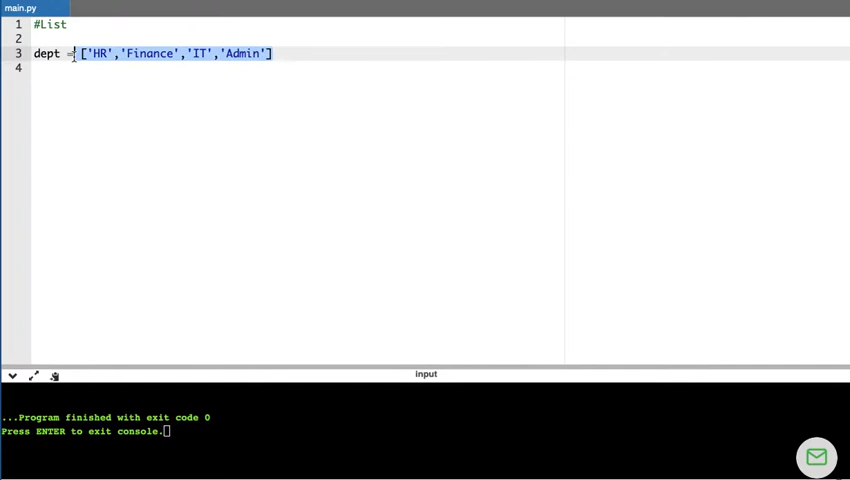 main.py
1 #List
2
3 dept = ['HR','Finance','IT','Admin']
4
input
...Program finished with exit code 0
Press ENTER to exit console.